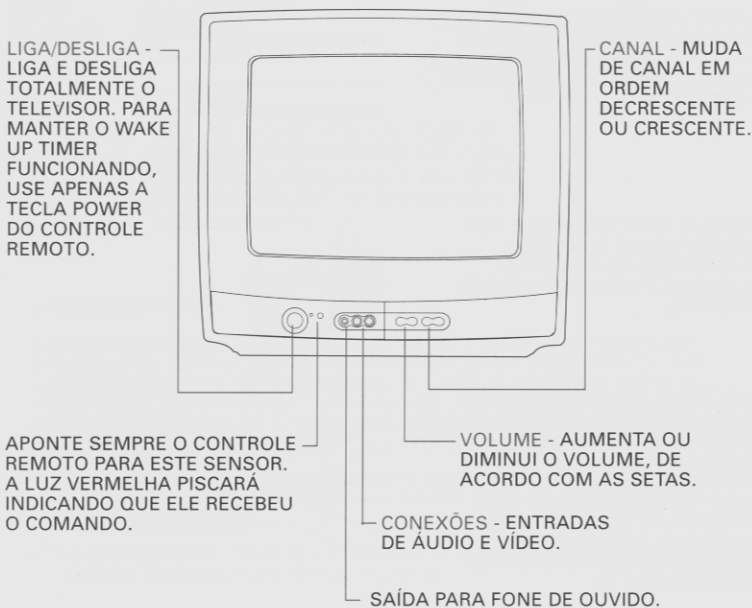 LIGA/DESLIGA -
LIGA E DESLIGA
TOTALMENTE O
TELEVISOR. PARA
MANTER O WAKE
UP TIMER
FUNCIONANDO,
USE APENAS A
TECLA POWER
DO CONTROLE
REMOTO.
CANAL - MUDA
DE CANAL EM
ORDEM
DECRESCENTE
OU CRESCENTE.
APONTE SEMPRE O CONTROLE
REMOTO PARA ESTE SENSOR.
A LUZ VERMELHA PISCARÁ
INDICANDO QUE ELE RECEBEU
O COMANDO.
VOLUME - AUMENTA OU
DIMINUI O VOLUME, DE
ACORDO COM AS SETAS.
CONEXÕES - ENTRADAS
DE ÁUDIO E VÍDEO.
SAÍDA PARA FONE DE OUVIDO.